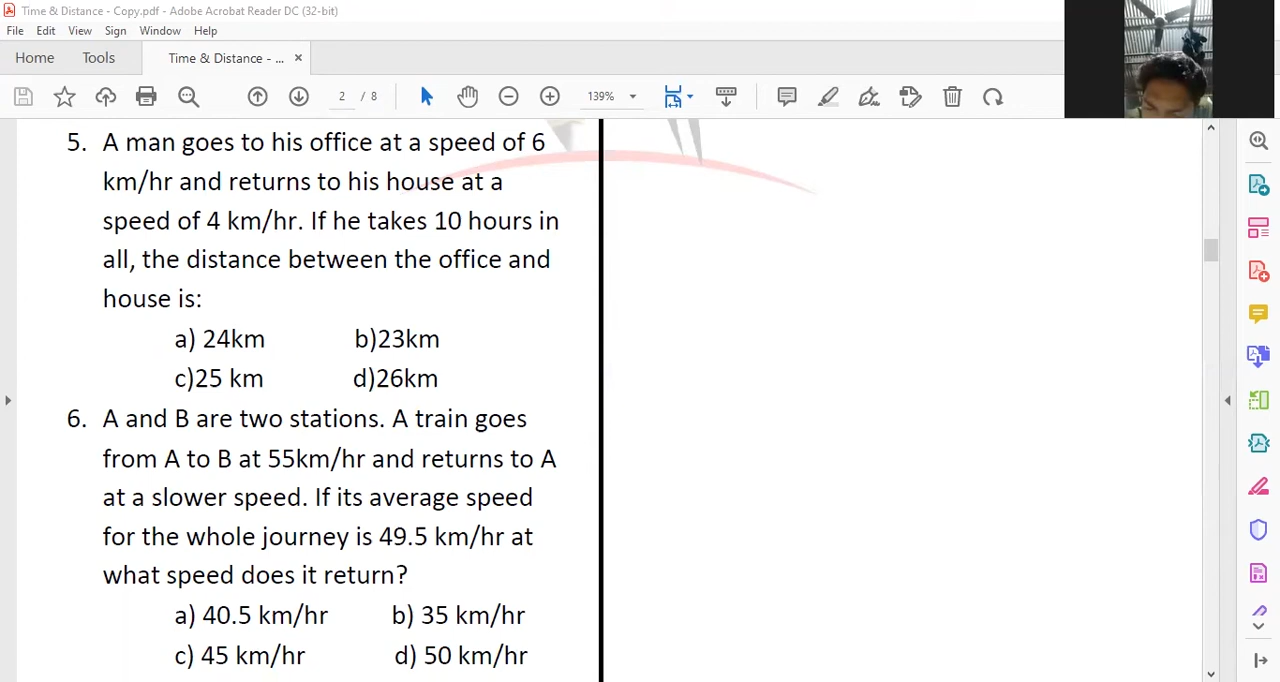 Time & Distance - Copy.pdf - Adobe Acrobat Reader DC (32-bit)
File Edit View Sign Window Help
Home Tools Time & Distance - ... ×
2 / 8 139%
5. A man goes to his office at a speed of 6
km/hr and returns to his house at a
speed of 4 km/hr. If he takes 10 hours in
all, the distance between the office and
house is:
a) 24km b)23km
c)25 km d)26km
6. A and B are two stations. A train goes
from A to B at 55km/hr and returns to A
at a slower speed. If its average speed
for the whole journey is 49.5 km/hr at
what speed does it return?
a) 40.5 km/hr b) 35 km/hr
c) 45 km/hr d) 50 km/hr